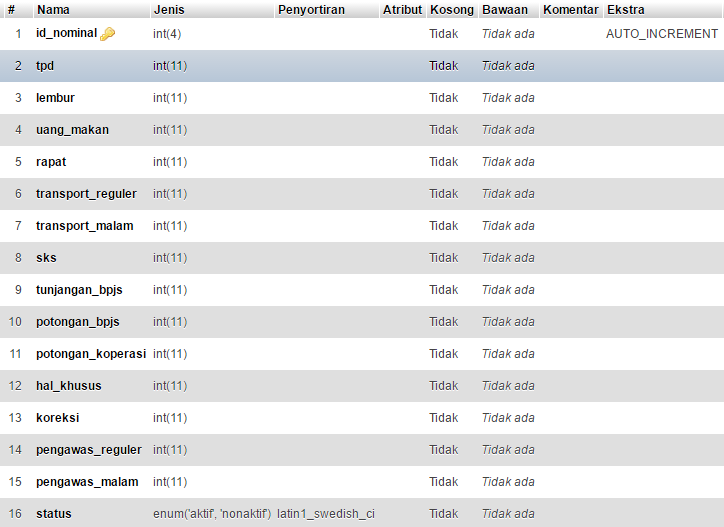 # Nama Jenis Penyortiran Atribut Kosong Bawaan Komentar Ekstra
1 id_nominal int(4) Tidak Tidak ada AUTO_INCREMENT
2 tpd int(11) Tidak Tidak ada
3 lembur int(11) Tidak Tidak ada
4 uang_makan int(11) Tidak Tidak ada
5 rapat int(11) Tidak Tidak ada
6 transport_reguler int(11) Tidak Tidak ada
7 transport_malam int(11) Tidak Tidak ada
8 sks int(11) Tidak Tidak ada
9 tunjangan_bpjs int(11) Tidak Tidak ada
10 potongan_bpjs int(11) Tidak Tidak ada
11 potongan_koperasi int(11) Tidak Tidak ada
12 hal_khusus int(11) Tidak Tidak ada
13 koreksi int(11) Tidak Tidak ada
14 pengawas_reguler int(11) Tidak Tidak ada
15 pengawas_malam int(11) Tidak Tidak ada
16 status enum('aktif', 'nonaktif') latin1_swedish_ci Tidak Tidak ada